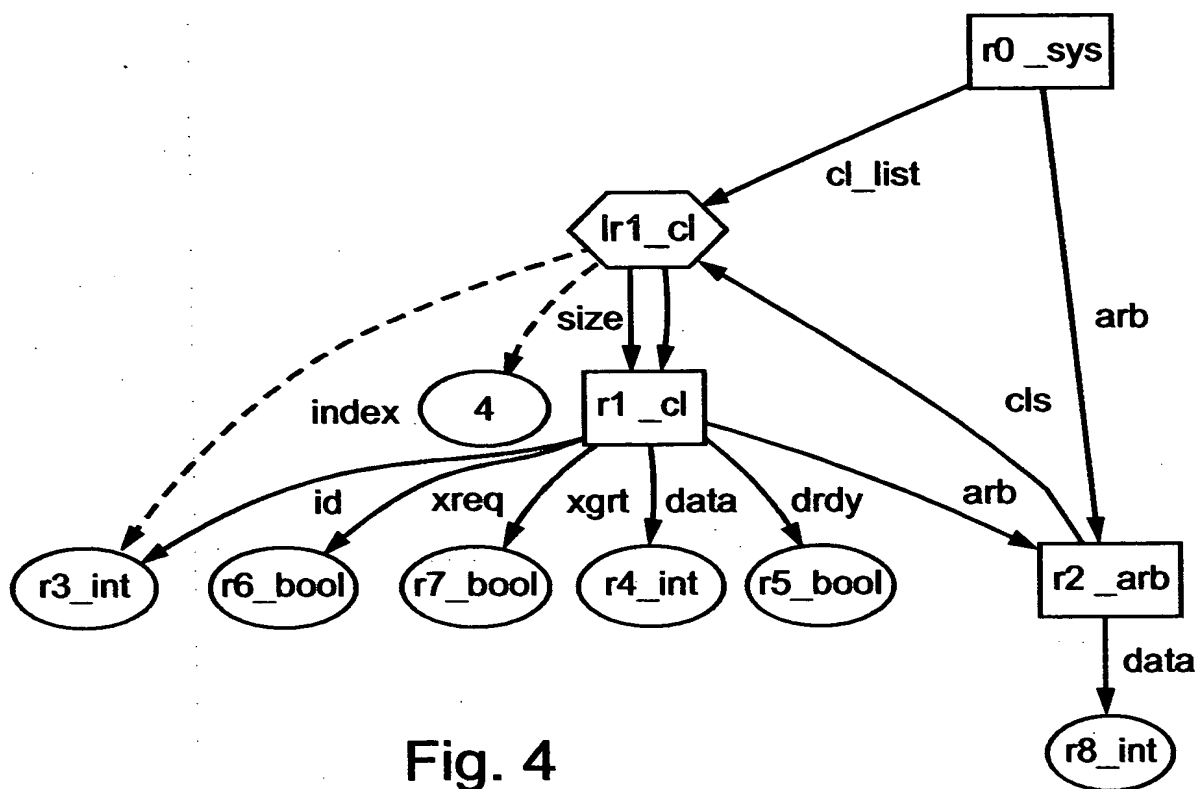 r0 _sys
cl_list
lr1_cl
arb
size
index
4
r1 _cl
cls
id
xreq
xgrt
data
drdy
arb
r3_int
r6_bool
r7_bool
r4_int
r5_bool
r2 _arb
data
r8_int
Fig. 4